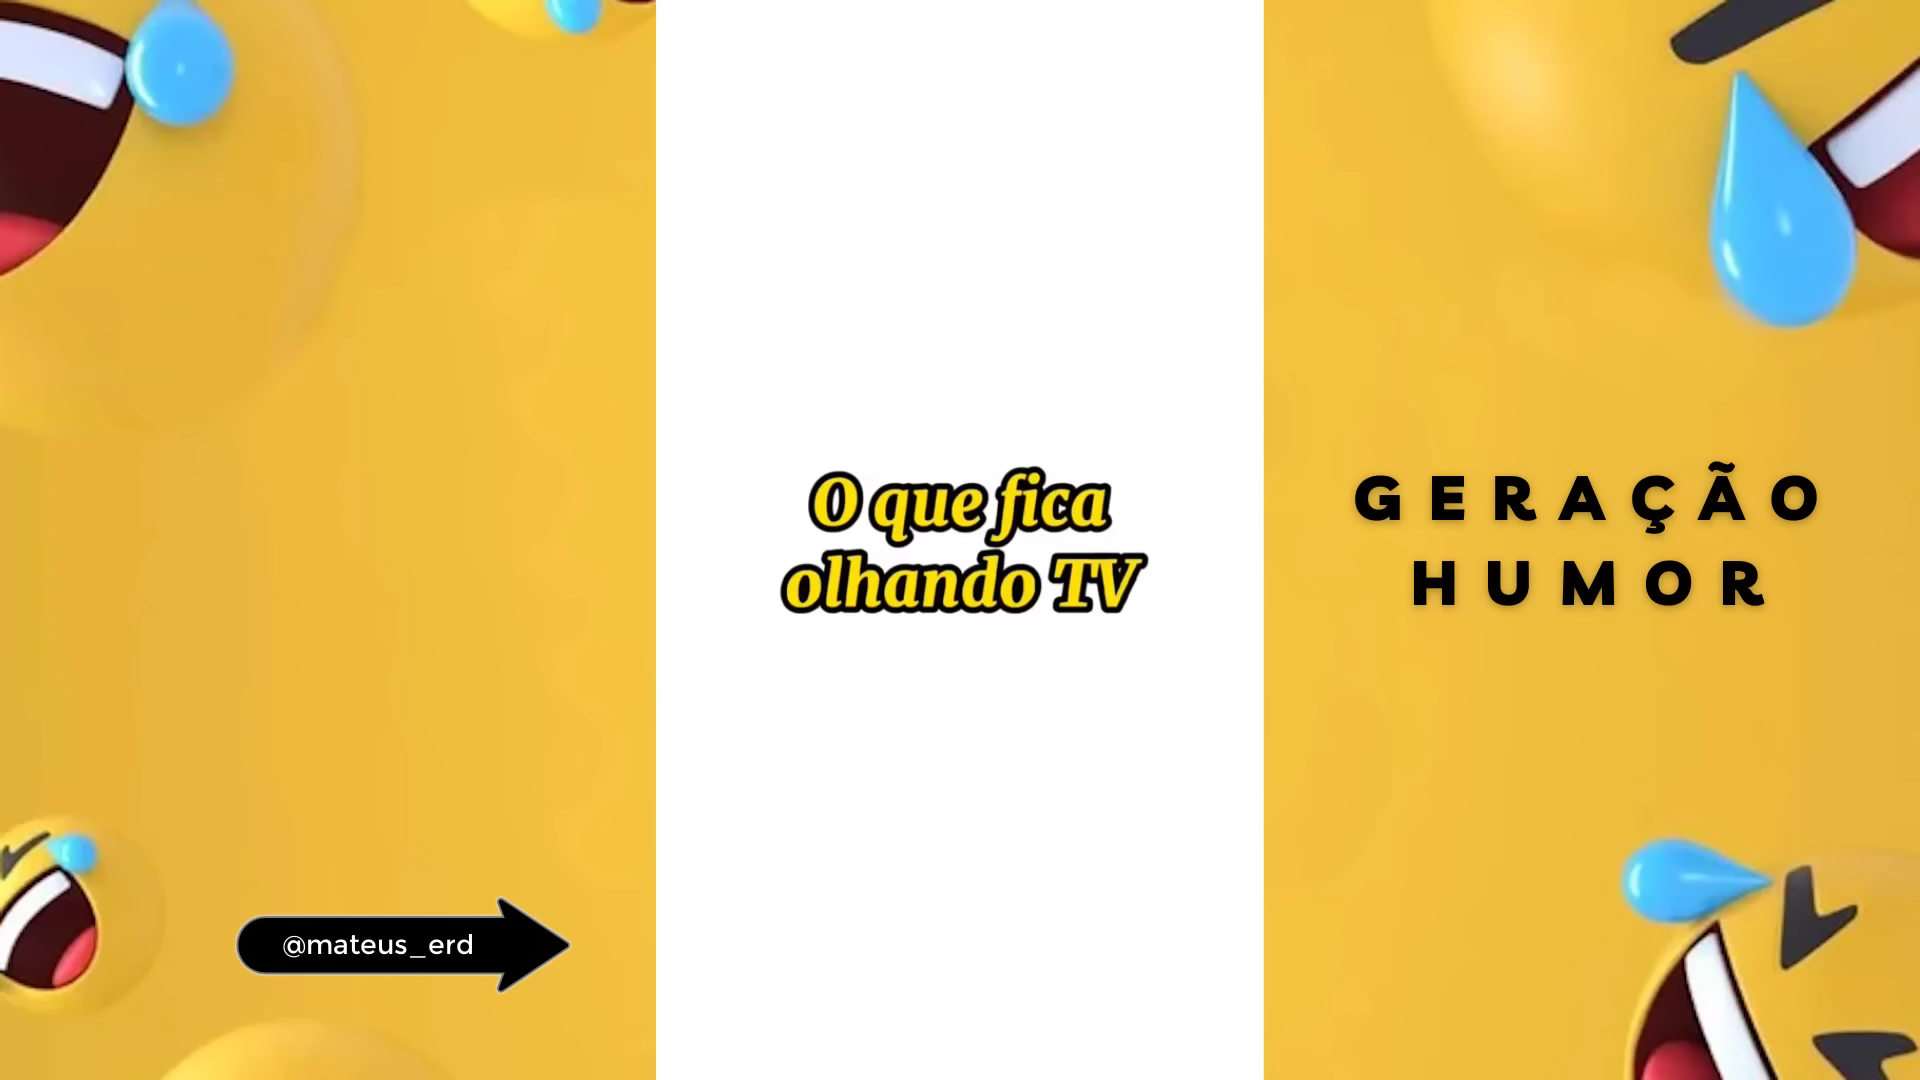 O que fica
olhando TV
GERAÇÃO
HUMOR
@mateus_erd